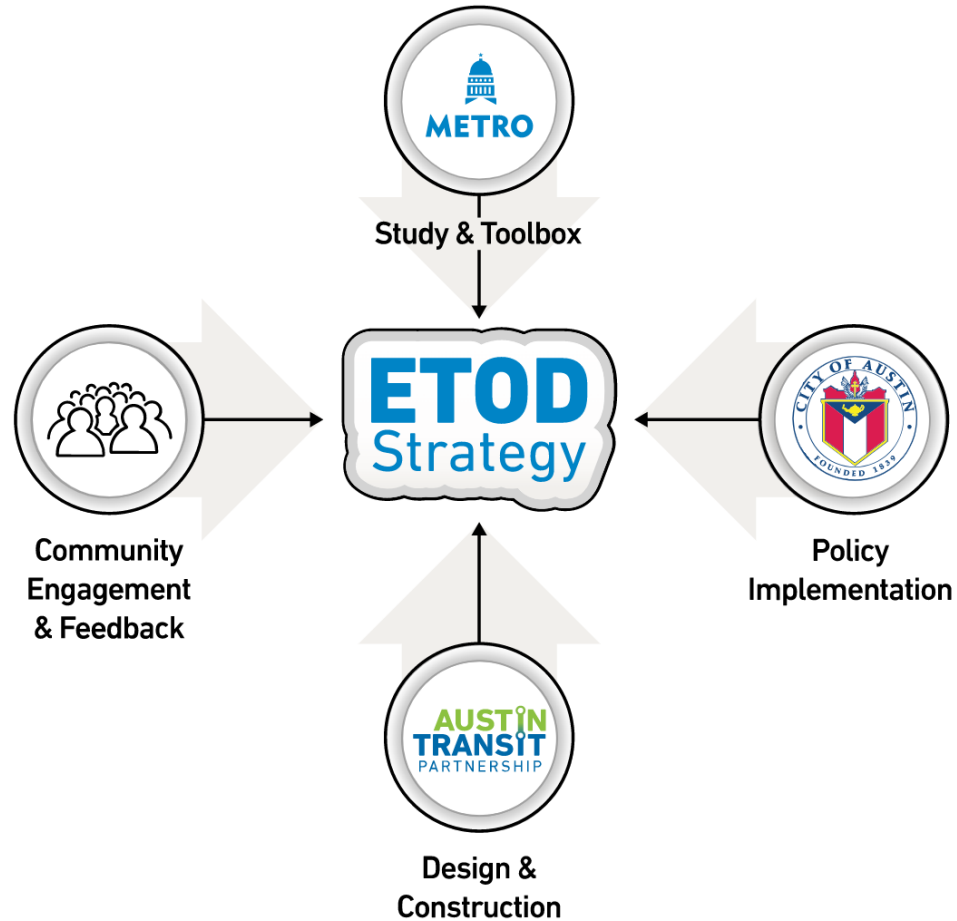 METRO
Study & Toolbox
ETOD
Strategy
CITY OF AUSTIN
FOUNDED 1839
Community
Engagement
& Feedback
Policy
Implementation
AUSTIN
TRANSIT
PARTNERSHIP
Design &
Construction